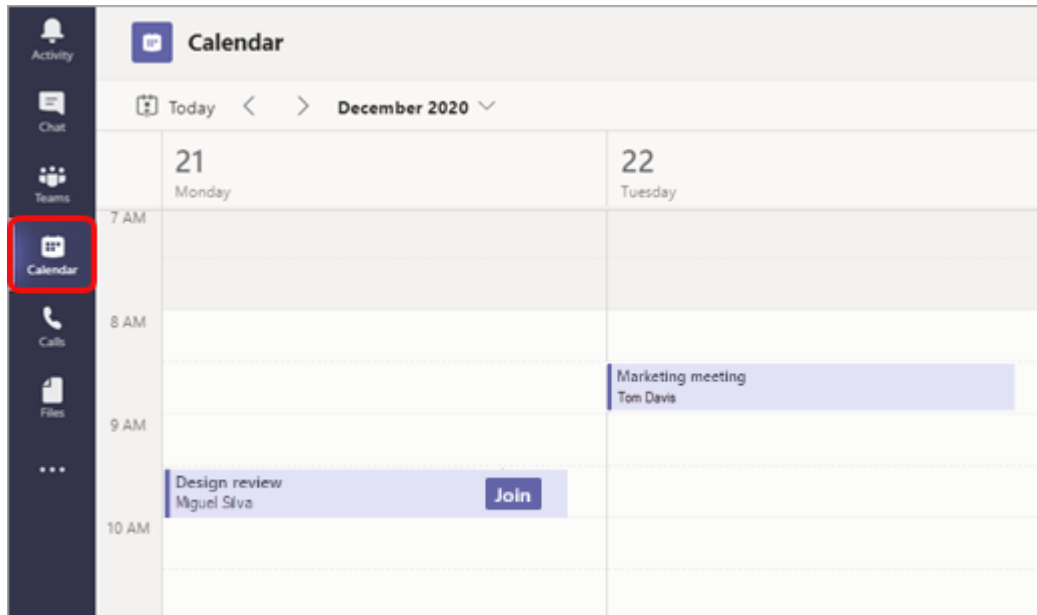 Activity
Chat
Teams
Calendar
Calls
Files
Calendar
Today
December 2020
21
Monday
22
Tuesday
7 AM
8 AM
Marketing meeting
Tom Davis
9 AM
Design review
Miguel Silva
Join
10 AM